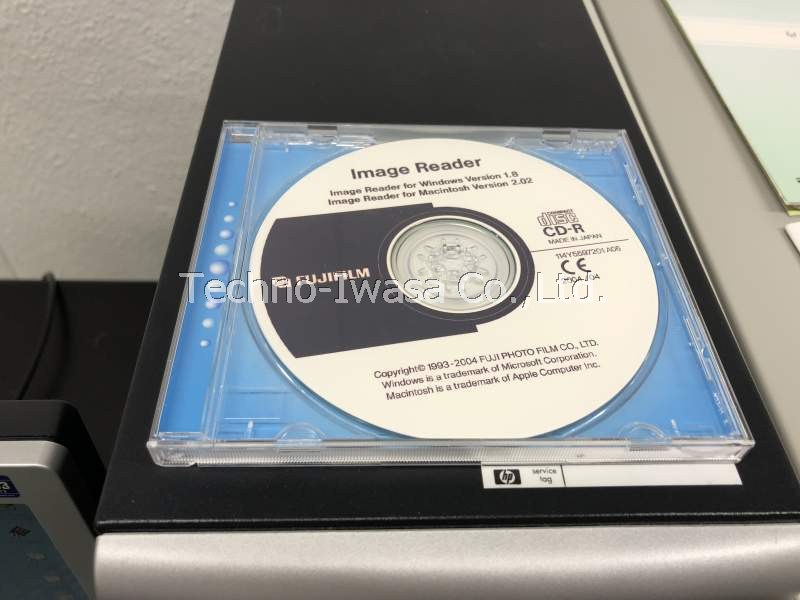 Image Reader
Image Reader for Windows Version 1.8
Image Reader for Macintosh Version 2.02
COMPACT
disc
CD-R
MADE IN JAPAN
FUJIFILM
CE
Techno-Iwasa Co., Ltd.
Copyright© 1993-2004 FUJI PHOTO FILM CO., LTD.
Windows is a trademark of Microsoft Corporation.
Macintosh is a trademark of Apple Computer Inc.
hp
service
tag